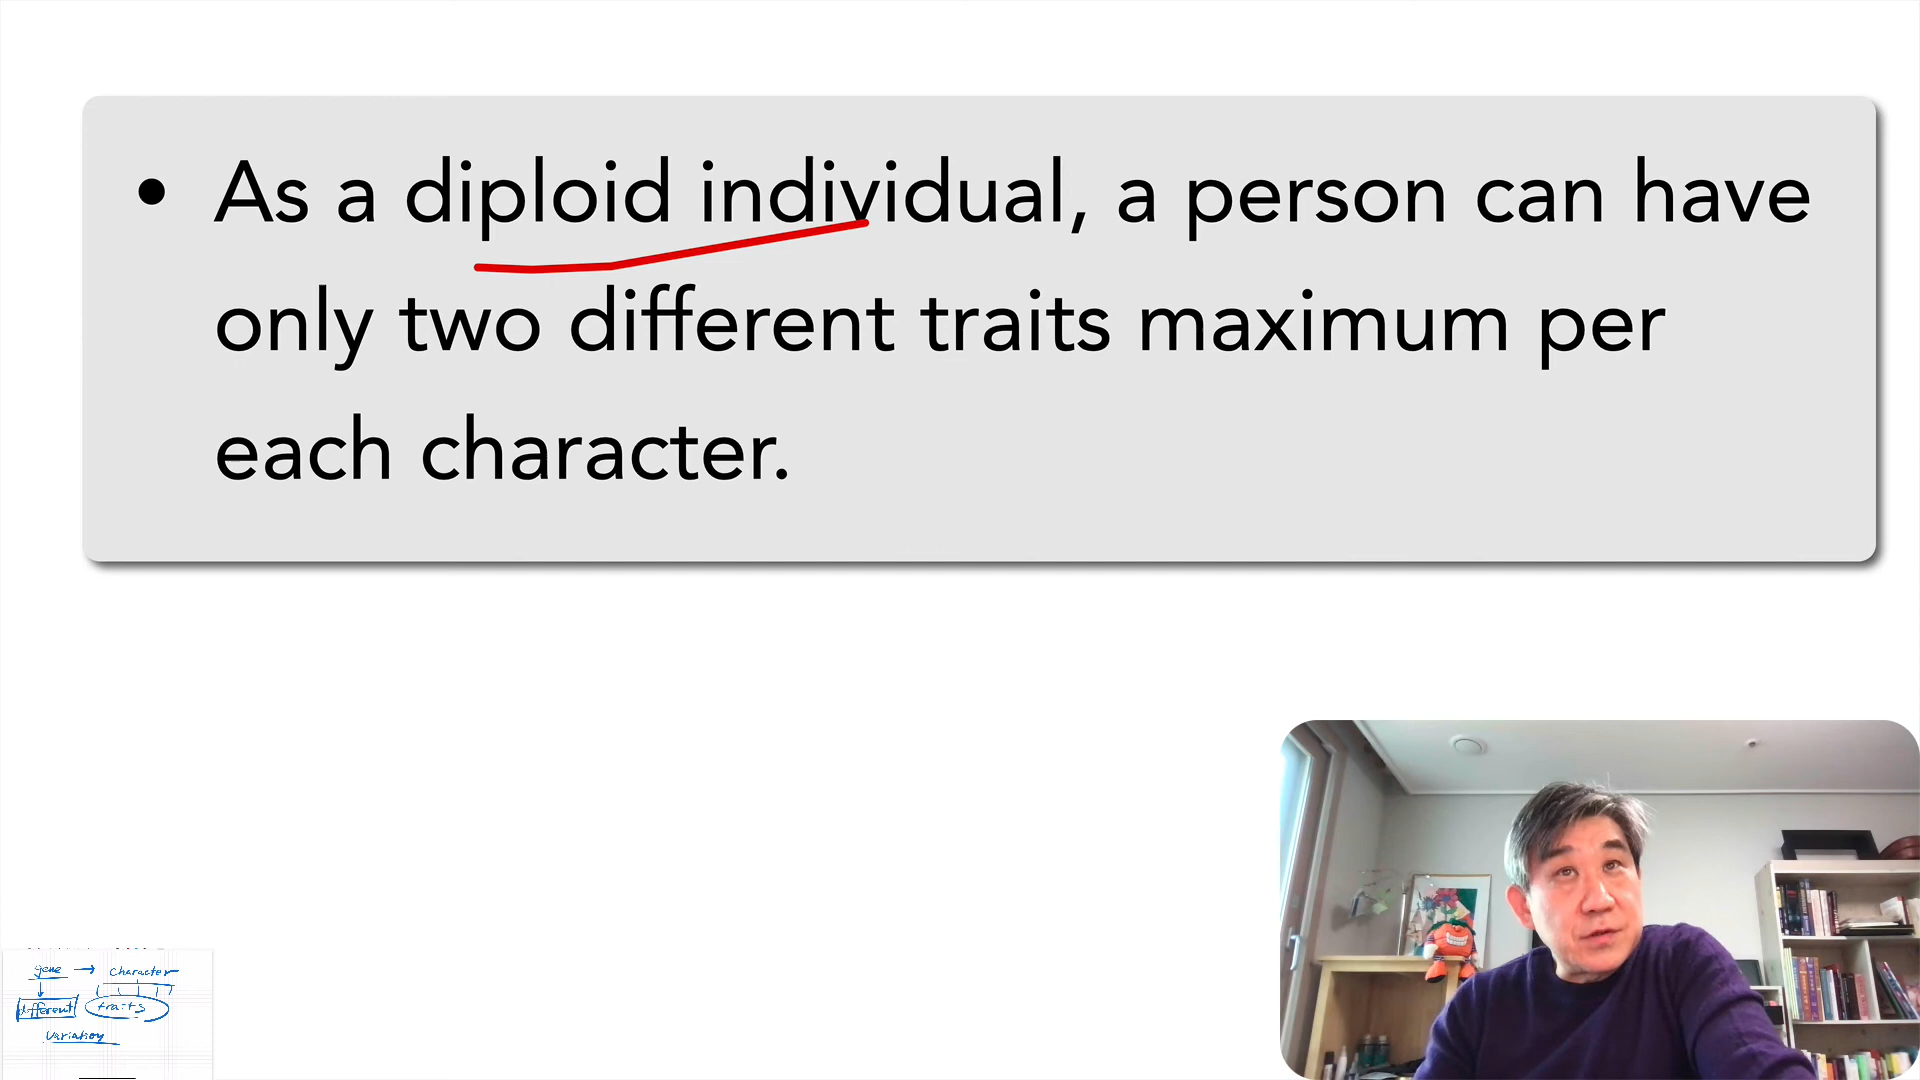 • As a diploid individual, a person can have
only two different traits maximum per
each character.
gene → character
different traits
variation